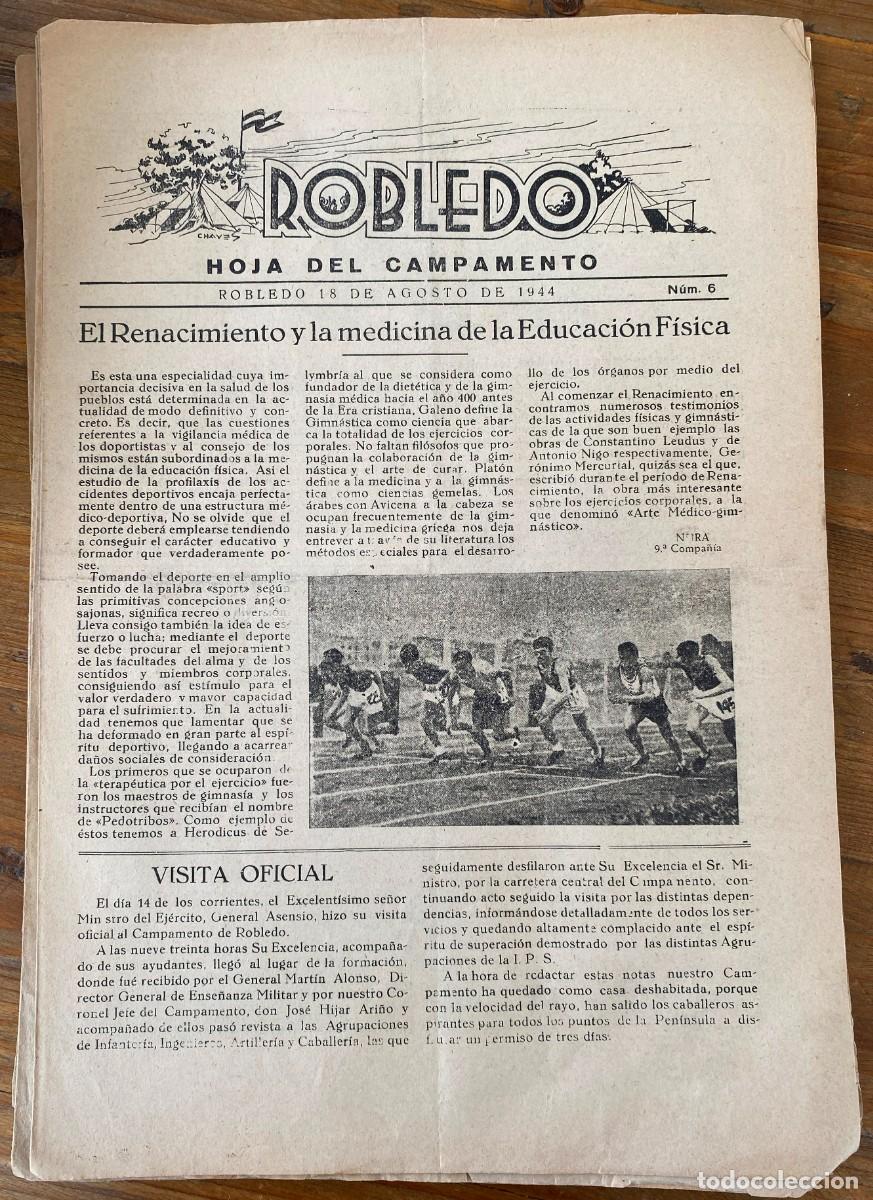 CHAVES
ROBLEDO
HOJA DEL CAMPAMENTO
ROBLEDO 18 DE AGOSTO DE 1944 Núm. 6
El Renacimiento y la medicina de la Educación Física
Es esta una especialidad cuya im-
portancia decisiva en la salud de los
pueblos está determinada en la ac-
tualidad de modo definitivo y con-
creto. Es decir, que las cuestiones
referentes a la vigilancia médica de
los doportistas y al consejo de los
mismos están subordinados a la me-
dicina de la educación física. Asi el
estudio de la profilaxis de los ac-
cidentes deportivos encaja perfecta-
mente dentro de una estructura mé-
dico-deportiva, No se olvide que el
deporte deberá emplearse tendiendo
a conseguir el carácter educativo y
formador que verdaderamente po-
see.
Tomando el deporte en el amplio
sentido de la palabra «sport» según
las primitivas concepciones anglo-
sajonas, significa recreo o diversión.
Lleva consigo también la idea de es-
fuerzo o lucha; mediante el deporte
se debe procurar el mejoramiento
de las facultades del alma y de los
sentidos y miembros corporales,
consiguiendo así estímulo para el
valor verdadero y mayor capacidad
para el sufrimiento. En la actuali-
dad tenemos que lamentar que se
ha deformado en gran parte al espí-
ritu deportivo, llegando a acarrear
daños sociales de consideración.
Los primeros que se ocuparon de
la «terapéutica por el ejercicio» fue-
ron los maestros de gimnasía y los
instructores que recibían el nombre
de «Pedotribos». Como ejemplo de
éstos tenemos a Herodicus de Se-
lymbría al que se considera como
fundador de la dietética y de la gim-
nasia médica hacia el año 400 antes
de la Era cristiana, Galeno define la
Gimnástica como ciencia que abar-
ca la totalidad de los ejercicios cor-
porales. No faltan filósofos que pro-
pugnan la colaboración de la gim-
nástica y el arte de curar. Platón
define a la medicina y a la gimnás-
tica como ciencias gemelas. Los
árabes con Avicena a la cabeza se
ocupan frecuentemente de la gim-
nasia y la medicina griega nos deja
entrever a través de su literatura los
métodos especiales para el desarro-
llo de los órganos por medio del
ejercicio.
Al comenzar el Renacimiento en-
contramos numerosos testimonios
de las actividades físicas y gimnásti-
cas de la que son buen ejemplo las
obras de Constantino Leudus y de
Antonio Nigo respectivamente, Ge-
rónimo Mercurial, quizás sea el que,
escribió durante el período de Rena-
cimiento, la obra más interesante
sobre los ejercicios corporales, a la
que denominó «Arte Médico-gim-
nástico».
NEIRA
9.ª Compañía
VISITA OFICIAL
El día 14 de los corrientes, el Excelentísimo señor
Ministro del Ejército, General Asensio, hizo su visita
oficial al Campamento de Robledo.
A las nueve treinta horas Su Excelencia, acompaña-
do de sus ayudantes, llegó al lugar de la formación,
donde fué recibido por el General Martín Alonso, Di-
rector General de Enseñanza Militar y por nuestro Co-
ronel Jefe del Campamento, don José Hijar Ariño y
acompañado de ellos pasó revista a las Agrupaciones
de Infantería, Ingenieros, Artillería y Caballería, las que
seguidamente desfilaron ante Su Excelencia el Sr. Mi-
nistro, por la carretera central del Campamento, con-
tinuando acto seguido la visita por las distintas depen-
dencias, informándose detalladamente de todos los ser-
vicios y quedando altamente complacido ante el espí-
ritu de superación demostrado por las distintas Agru-
paciones de la I. P. S.
A la hora de redactar estas notas nuestro Cam-
pamento ha quedado como casa deshabitada, porque
con la velocidad del rayo, han salido los caballeros as-
pirantes para todos los puntos de la Península a dis-
frutar un permiso de tres días.
todocoleccion